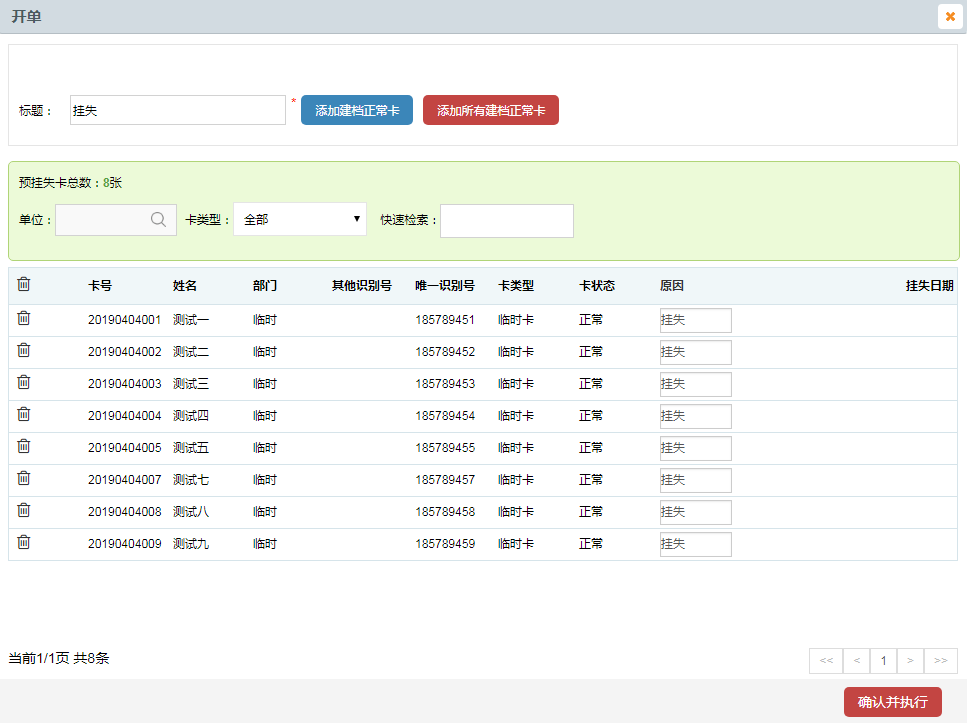 开单
标题： 挂失 * 添加建档正常卡 添加所有建档正常卡
预挂失卡总数：8张
单位： 卡类型： 全部 快速检索：
卡号 姓名 部门 其他识别号 唯一识别号 卡类型 卡状态 原因 挂失日期
20190404001 测试一 临时 185789451 临时卡 正常 挂失
20190404002 测试二 临时 185789452 临时卡 正常 挂失
20190404003 测试三 临时 185789453 临时卡 正常 挂失
20190404004 测试四 临时 185789454 临时卡 正常 挂失
20190404005 测试五 临时 185789455 临时卡 正常 挂失
20190404007 测试七 临时 185789457 临时卡 正常 挂失
20190404008 测试八 临时 185789458 临时卡 正常 挂失
20190404009 测试九 临时 185789459 临时卡 正常 挂失
当前1/1页 共8条 << < 1 > >>
确认并执行